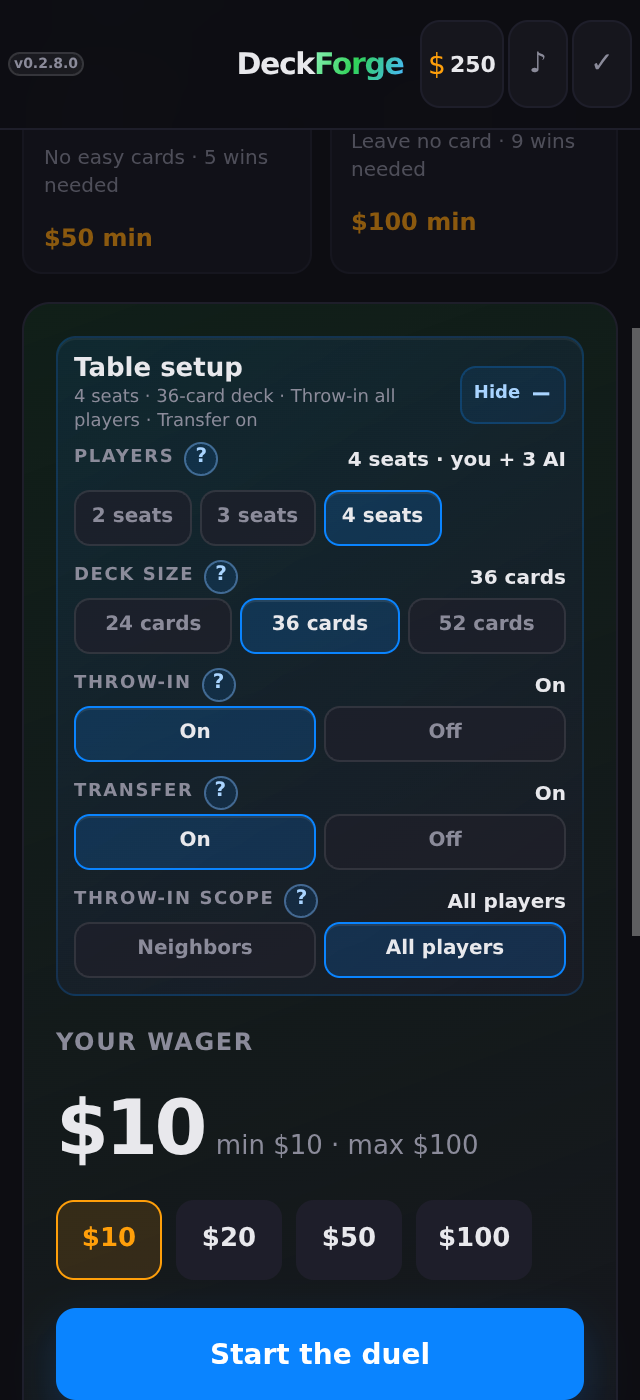 v0.2.8.0
DeckForge
$ 250
♪
✓
No easy cards · 5 wins
needed
$50 min
Leave no card · 9 wins
needed
$100 min
Table setup
4 seats · 36-card deck · Throw-in all
players · Transfer on
Hide −
PLAYERS ?
4 seats · you + 3 AI
2 seats
3 seats
4 seats
DECK SIZE ?
36 cards
24 cards
36 cards
52 cards
THROW-IN ?
On
On
Off
TRANSFER ?
On
On
Off
THROW-IN SCOPE ?
All players
Neighbors
All players
YOUR WAGER
$10 min $10 · max $100
$10
$20
$50
$100
Start the duel